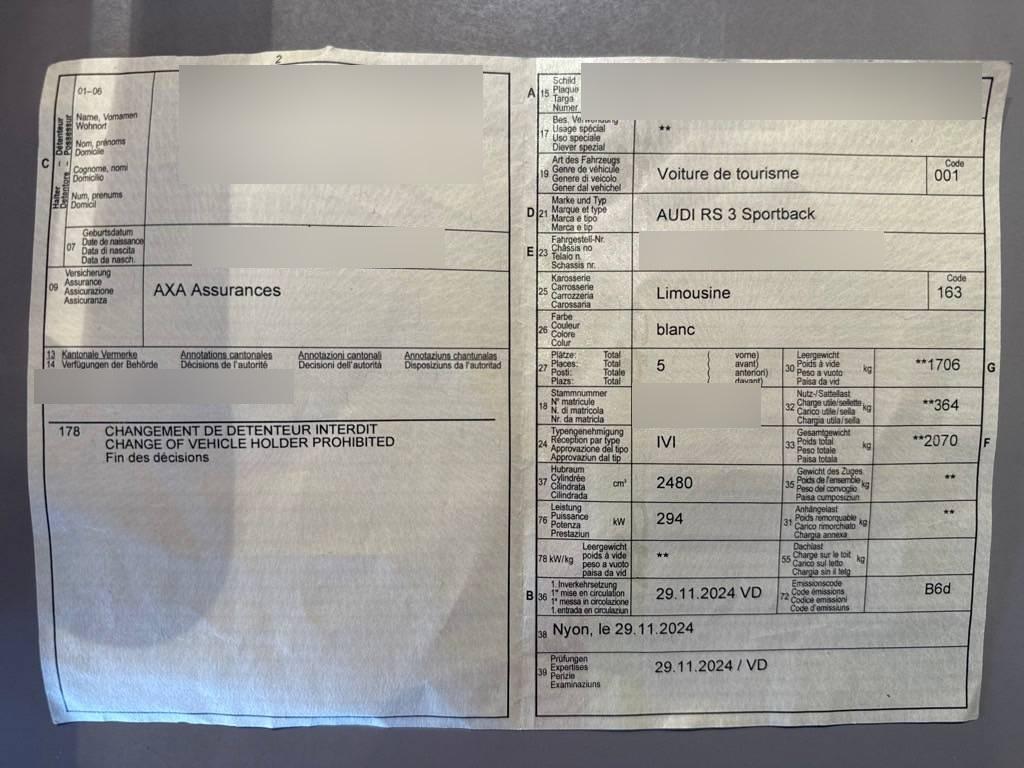 2
01–06
C
Halter
Détenteur
Detentore
Possessur
Name, Vornamen
Wohnort
Nom, prénoms
Domicile
Cognome, nomi
Domicilio
Num, prenums
Domicil
07
Geburtsdatum
Date de naissance
Data di nascita
Data da nasch.
09
Versicherung
Assurance
Assicurazione
Assicuranza
AXA Assurances
13 Kantonale Vermerke Annotations cantonales Annotazioni cantonali Annotaziuns chantunalas
14 Verfügungen der Behörde Décisions de l'autorité Decisioni dell'autorità Disposiziuns da l'autoritad
178 CHANGEMENT DE DETENTEUR INTERDIT
CHANGE OF VEHICLE HOLDER PROHIBITED
Fin des décisions
A 15
Schild
Plaque
Targa
Numer
17
Bes.
Usage spécial
Uso speciale
Diever spezial
**
19
Art des Fahrzeugs
Genre de véhicule
Genere di veicolo
Gener dal vehichel
Voiture de tourisme
Code
001
D 21
Marke und Typ
Marque et type
Marca e tipo
Marca e tip
AUDI RS 3 Sportback
E 23
Fahrgestell-Nr.
Châssis no
Telaio n.
Schassis nr.
25
Karosserie
Carrosserie
Carrozzeria
Carossaria
Limousine
Code
163
26
Farbe
Couleur
Colore
Colur
blanc
27
Plätze: Total
Places: Total
Posti: Totale
Plazs: Total
5
( vorne)
( avant)
( anteriori)
( davant)
30
Leergewicht
Poids à vide
Peso a vuoto
Paisa da vid
kg
**1706
G
18
Stammnummer
N° matricule
N. di matricola
Nr. da matricla
32
Nutz-/Sattellast
Charge utile/sellette
Carico utile/sella
Chargia utila/sella
kg
**364
24
Typengenehmigung
Réception par type
Approvazione del tipo
Approvaziun dal tip
IVI
33
Gesamtgewicht
Poids total
Peso totale
Paisa totala
kg
**2070
F
37
Hubraum
Cylindrée
Cilindrata
Cilindrada
cm³
2480
35
Gewicht des Zuges
Poids de l'ensemble
Peso del convoglio
Paisa cumposiziun
kg
**
76
Leistung
Puissance
Potenza
Prestaziun
kW
294
31
Anhängelast
Poids remorquable
Carico rimorchiato
Chargia annexa
kg
**
78 kW/kg
Leergewicht
poids à vide
peso a vuoto
paisa da vid
**
55
Dachlast
Charge sur le toit
Carico sul tetto
Chargia sin il tetg
kg
B 36
1. Inverkehrsetzung
1re mise en circulation
1a messa in circolazione
1. entrada en circulaziun
29.11.2024 VD
72
Emissionscode
Code émissions
Codice emissioni
Code d'emissiuns
B6d
38 Nyon, le 29.11.2024
39
Prüfungen
Expertises
Perizie
Examinaziuns
29.11.2024 / VD